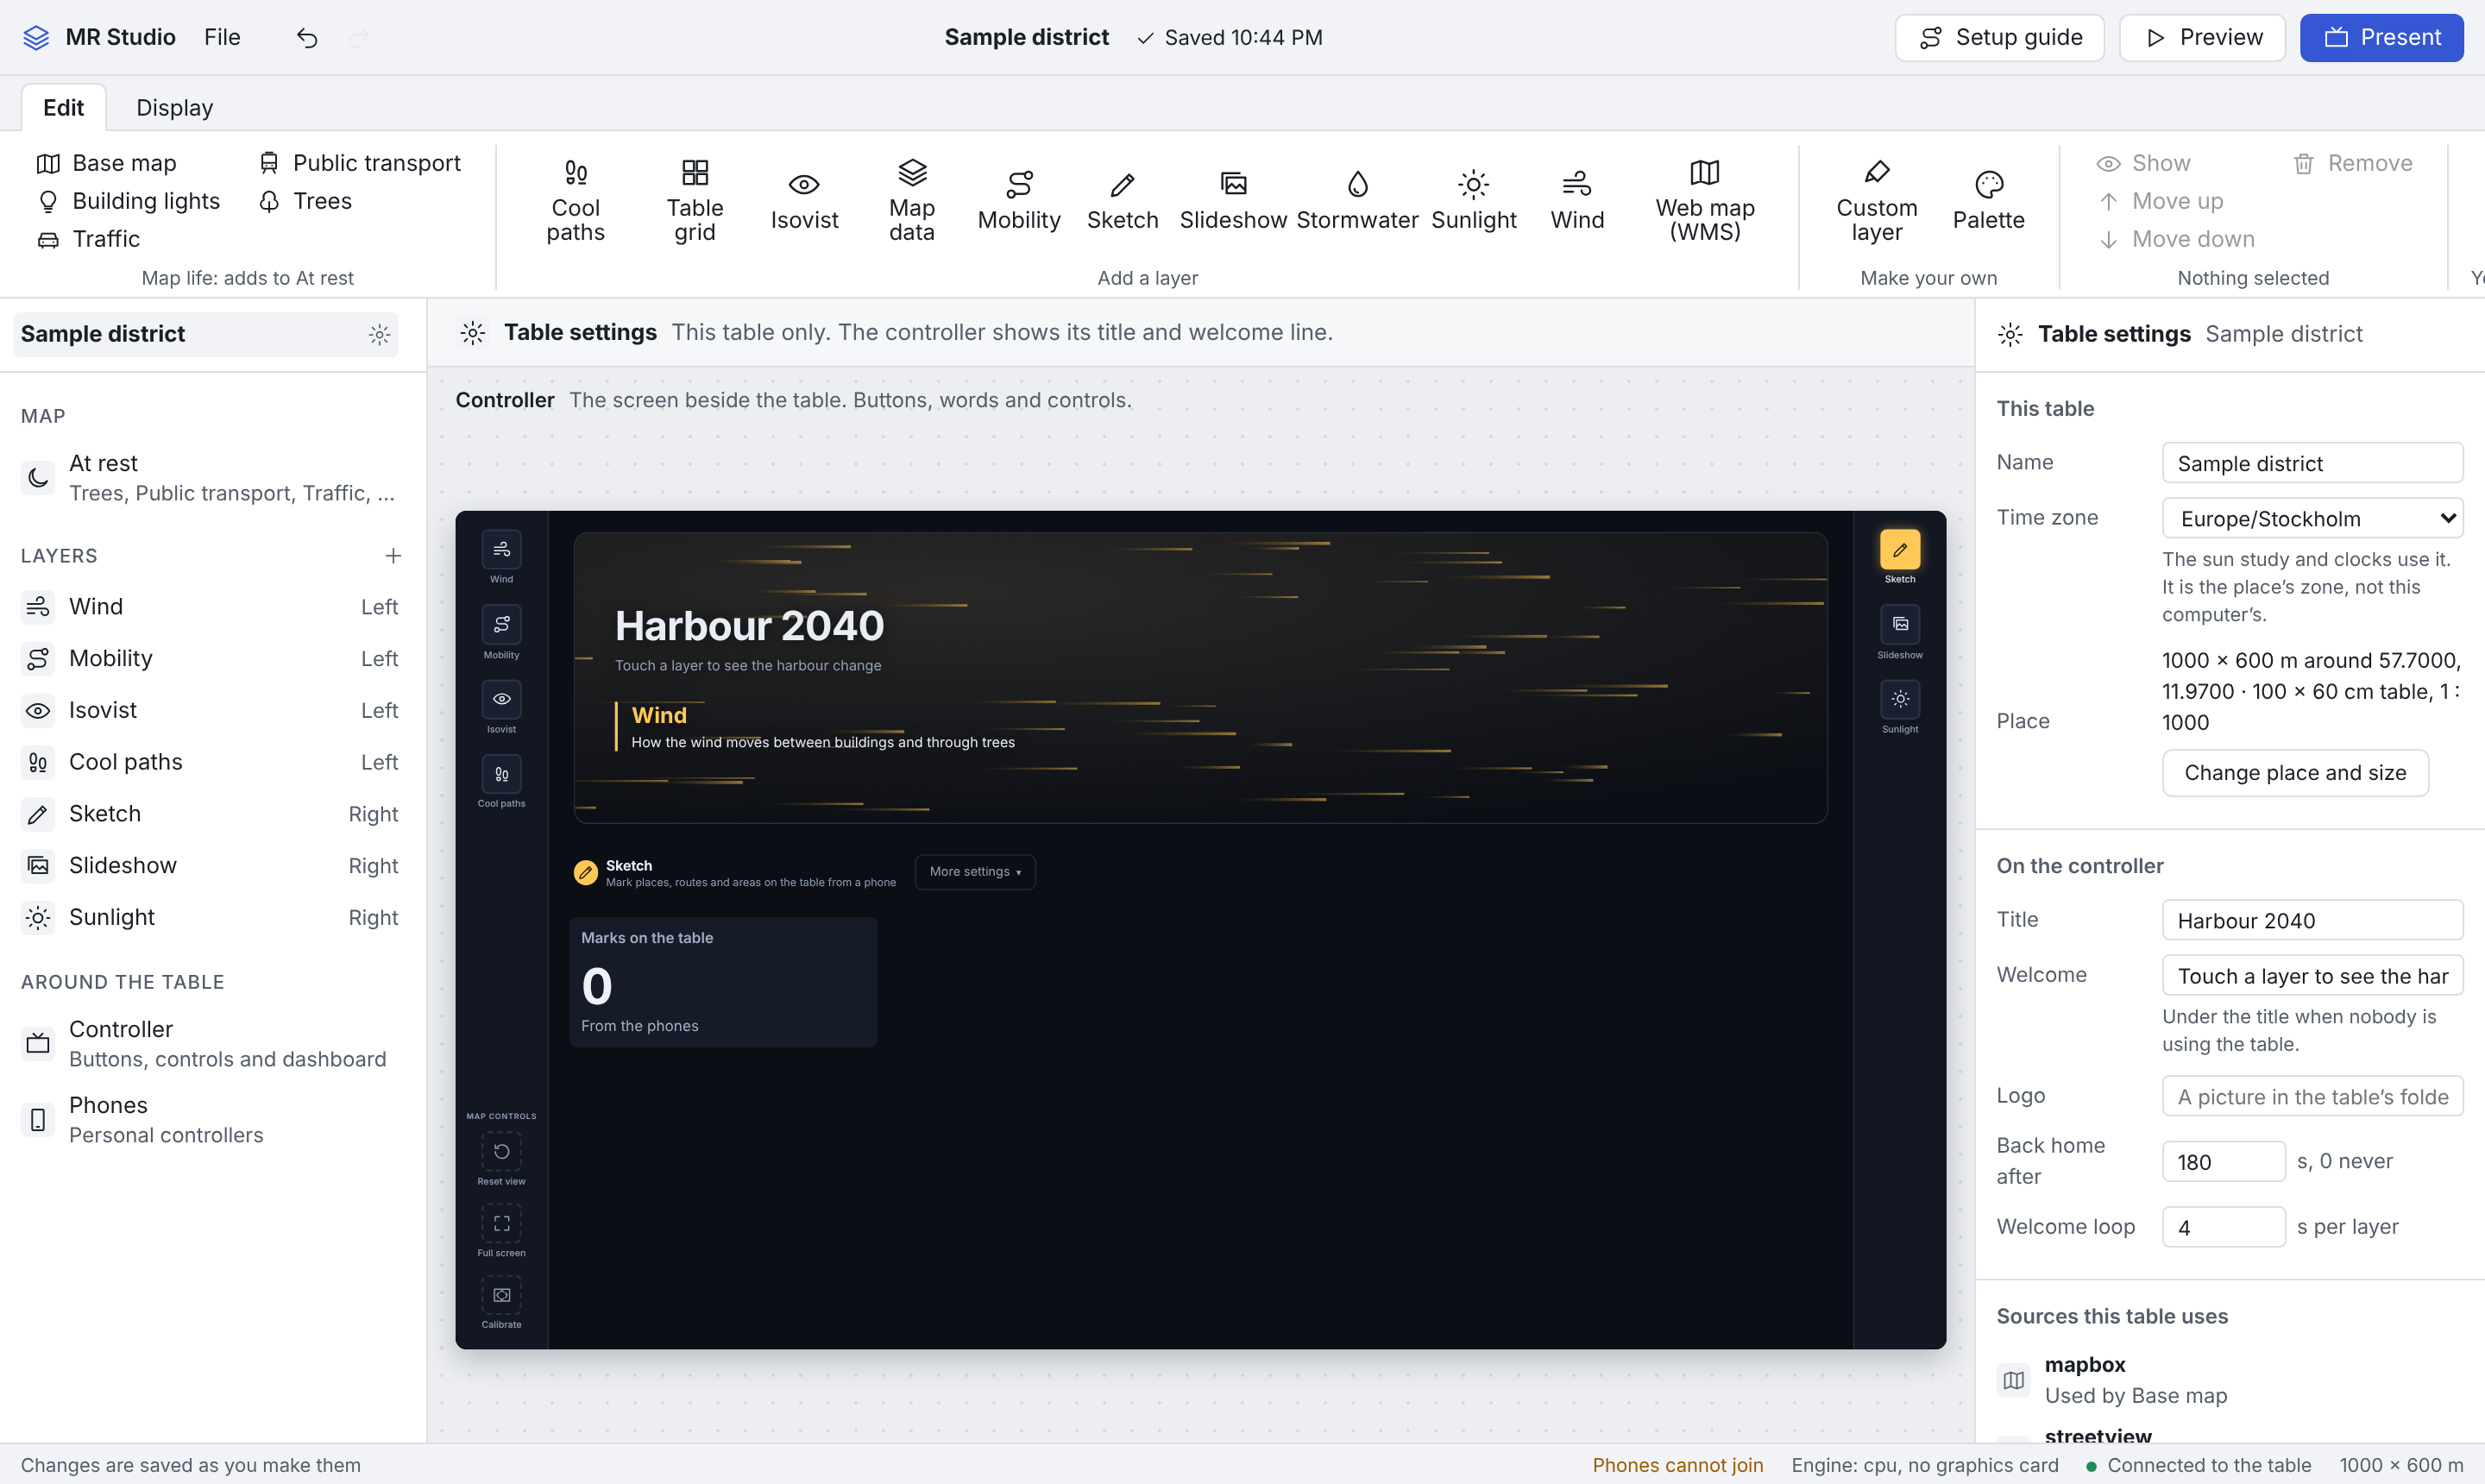 MR Studio
File
Sample district
Saved 10:44 PM
Setup guide
Preview
Present
Edit
Display
Base map
Public transport
Building lights
Trees
Traffic
Map life: adds to At rest
Cool paths
Table grid
Isovist
Map data
Mobility
Sketch
Slideshow
Stormwater
Sunlight
Wind
Web map (WMS)
Add a layer
Custom layer
Palette
Make your own
Show
Remove
Move up
Move down
Nothing selected
Sample district
MAP
At rest
Trees, Public transport, Traffic, ...
LAYERS
Wind Left
Mobility Left
Isovist Left
Cool paths Left
Sketch Right
Slideshow Right
Sunlight Right
AROUND THE TABLE
Controller
Buttons, controls and dashboard
Phones
Personal controllers
Table settings This table only. The controller shows its title and welcome line.
Controller The screen beside the table. Buttons, words and controls.
Wind
Mobility
Isovist
Cool paths
MAP CONTROLS
Reset view
Full screen
Calibrate
Harbour 2040
Touch a layer to see the harbour change
Wind
How the wind moves between buildings and through trees
Sketch
Mark places, routes and areas on the table from a phone
More settings
Marks on the table
0
From the phones
Sketch
Slideshow
Sunlight
Table settings Sample district
This table
Name
Sample district
Time zone
Europe/Stockholm
The sun study and clocks use it.
It is the place’s zone, not this
computer’s.
Place
1000 × 600 m around 57.7000,
11.9700 · 100 × 60 cm table, 1 :
1000
Change place and size
On the controller
Title
Harbour 2040
Welcome
Touch a layer to see the har
Under the title when nobody is
using the table.
Logo
A picture in the table’s folde
Back home
after
180
s, 0 never
Welcome loop
4
s per layer
Sources this table uses
mapbox
Used by Base map
streetview
Changes are saved as you make them
Phones cannot join
Engine: cpu, no graphics card
Connected to the table
1000 × 600 m